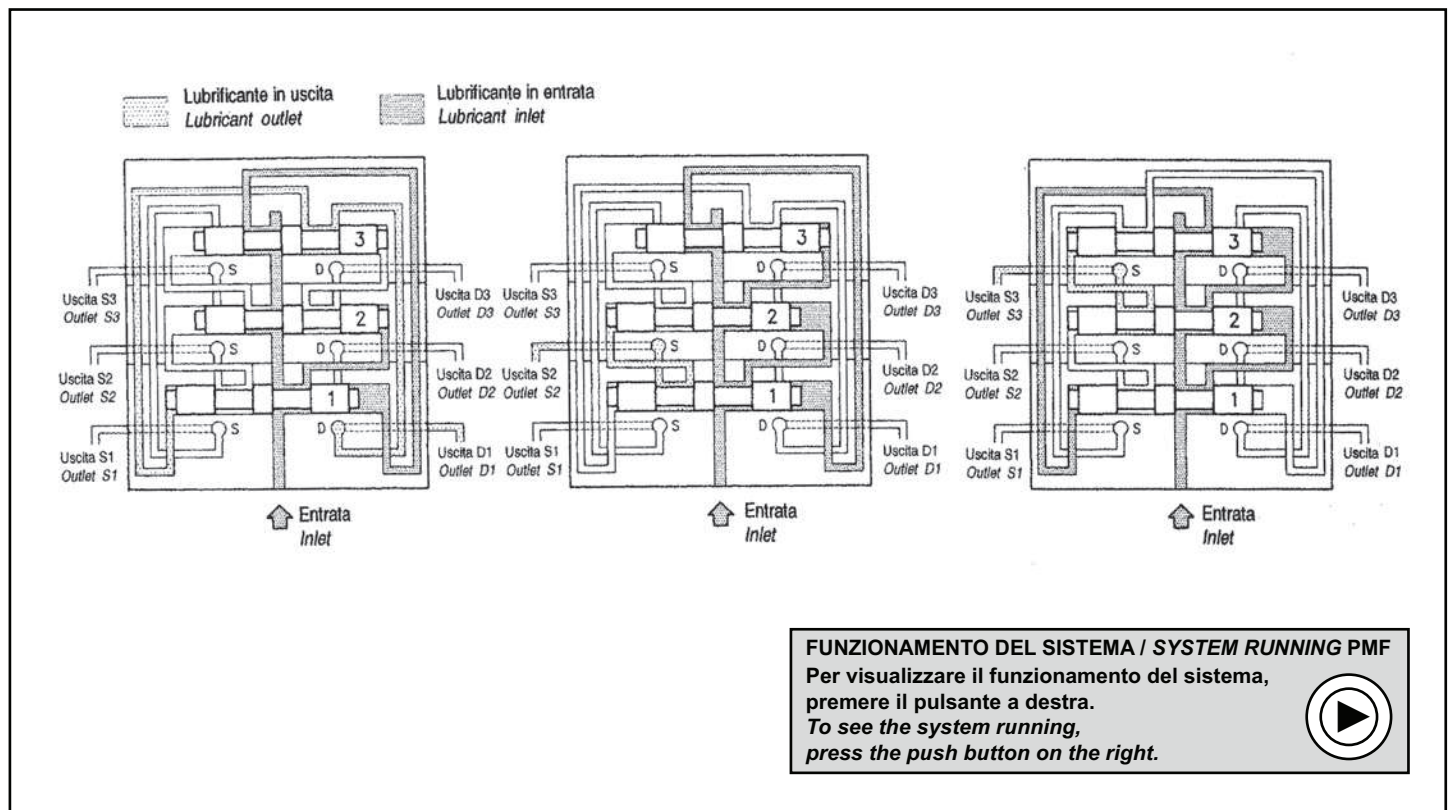 Lubrificante in uscita
Lubricant outlet
Lubrificante in entrata
Lubricant inlet
3
S
D
Uscita S3
Outlet S3
Uscita D3
Outlet D3
2
S
D
Uscita S2
Outlet S2
Uscita D2
Outlet D2
1
S
D
Uscita S1
Outlet S1
Uscita D1
Outlet D1
Entrata
Inlet
3
S
D
Uscita S3
Outlet S3
Uscita D3
Outlet D3
2
S
D
Uscita S2
Outlet S2
Uscita D2
Outlet D2
1
S
D
Uscita S1
Outlet S1
Uscita D1
Outlet D1
Entrata
Inlet
3
S
D
Uscita S3
Outlet S3
Uscita D3
Outlet D3
2
S
D
Uscita S2
Outlet S2
Uscita D2
Outlet D2
1
S
D
Uscita S1
Outlet S1
Uscita D1
Outlet D1
Entrata
Inlet
FUNZIONAMENTO DEL SISTEMA / SYSTEM RUNNING PMF
Per visualizzare il funzionamento del sistema,
premere il pulsante a destra.
To see the system running,
press the push button on the right.